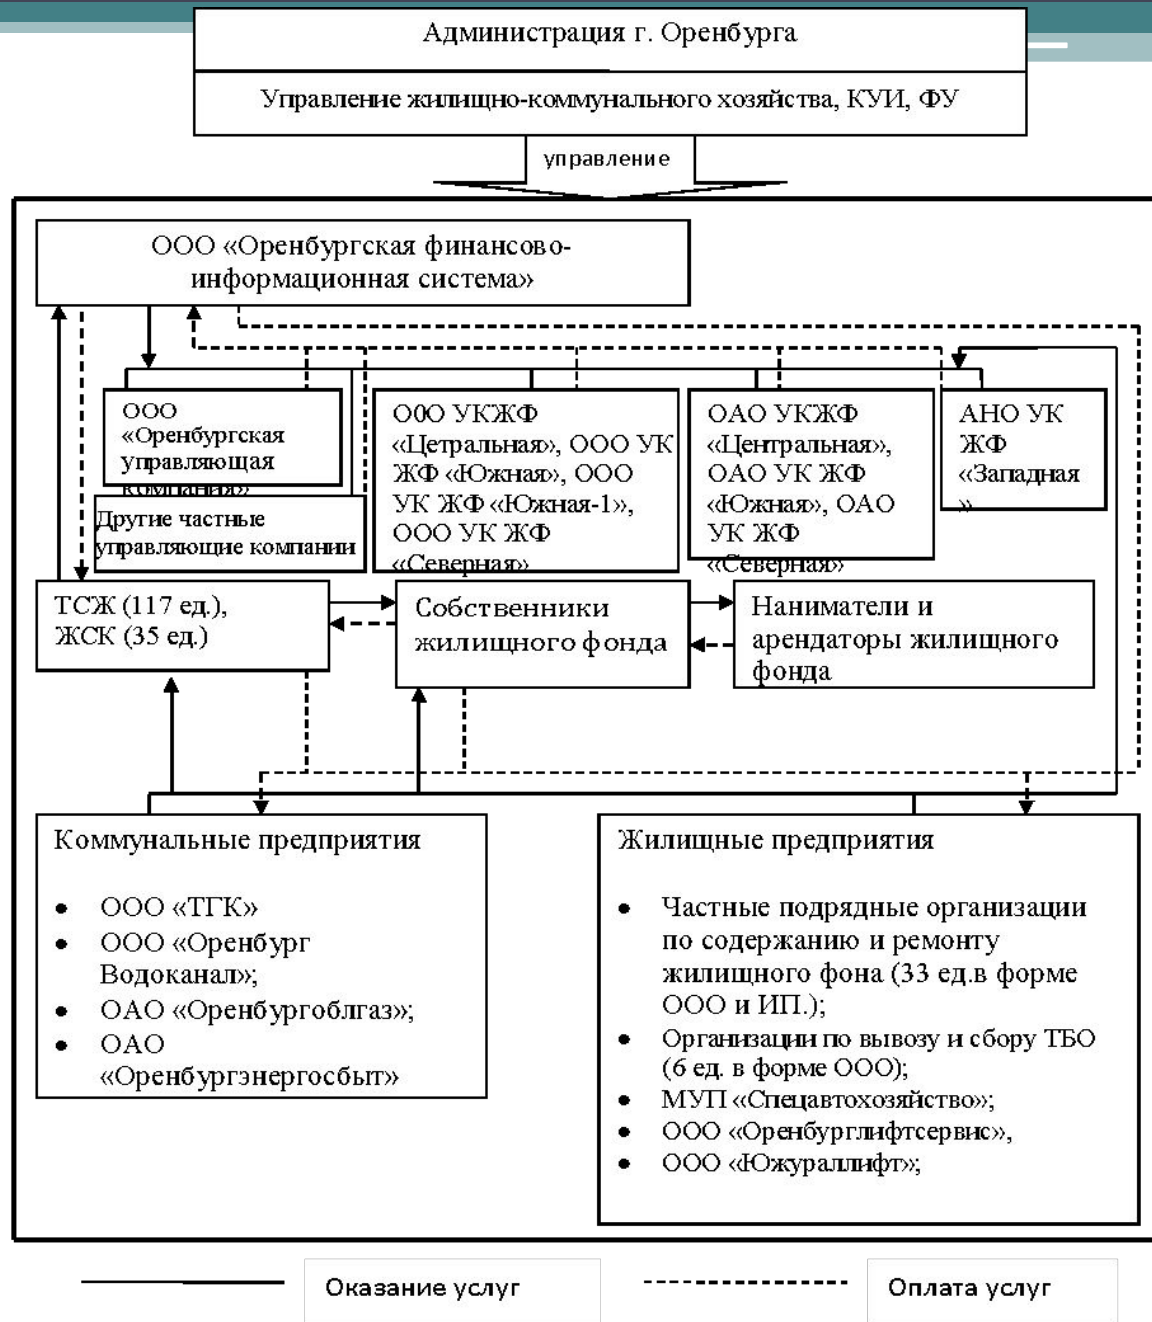 Администрация г. Оренбурга
Управление жилищно-коммунального хозяйства, КУИ, ФУ
управление
ООО «Оренбургская финансово-
информационная система»
ООО
«Оренбургская
управляющая
компания»
Другие частные
управляющие компании
ООО УКЖФ
«Цетральная», ООО УК
ЖФ «Южная», ООО
УК ЖФ «Южная-1»,
ООО УК ЖФ
«Северная»
ОАО УКЖФ
«Центральная»,
ОАО УК ЖФ
«Южная», ОАО
УК ЖФ
«Северная»
АНО УК
ЖФ
«Западная
»
ТСЖ (117 ед.),
ЖСК (35 ед.)
Собственники
жилищного фонда
Наниматели и
арендаторы жилищного
фонда
Коммунальные предприятия
• ООО «ТГК»
• ООО «Оренбург
Водоканал»;
• ОАО «Оренбургоблгаз»;
• ОАО
«Оренбургэнергосбыт»
Жилищные предприятия
• Частные подрядные организации
по содержанию и ремонту
жилищного фона (33 ед.в форме
ООО и ИП.);
• Организации по вывозу и сбору ТБО
(6 ед. в форме ООО);
• МУП «Спецавтохозяйство»;
• ООО «Оренбурглифтсервис»,
• ООО «Южураллифт»;
Оказание услуг
Оплата услуг